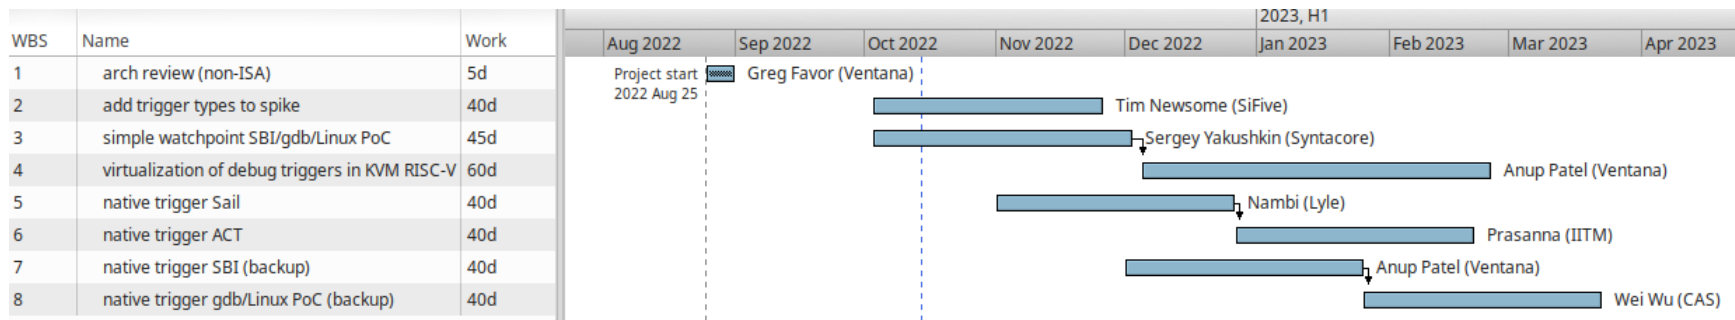 2023, H1
WBS Name Work Aug 2022 Sep 2022 Oct 2022 Nov 2022 Dec 2022 Jan 2023 Feb 2023 Mar 2023 Apr 2023
1 arch review (non-ISA) 5d Project start Greg Favor (Ventana)
2022 Aug 25
2 add trigger types to spike 40d Tim Newsome (SiFive)
3 simple watchpoint SBI/gdb/Linux PoC 45d Sergey Yakushkin (Syntacore)
4 virtualization of debug triggers in KVM RISC-V 60d Anup Patel (Ventana)
5 native trigger Sail 40d Nambi (Lyle)
6 native trigger ACT 40d Prasanna (IITM)
7 native trigger SBI (backup) 40d Anup Patel (Ventana)
8 native trigger gdb/Linux PoC (backup) 40d Wei Wu (CAS)